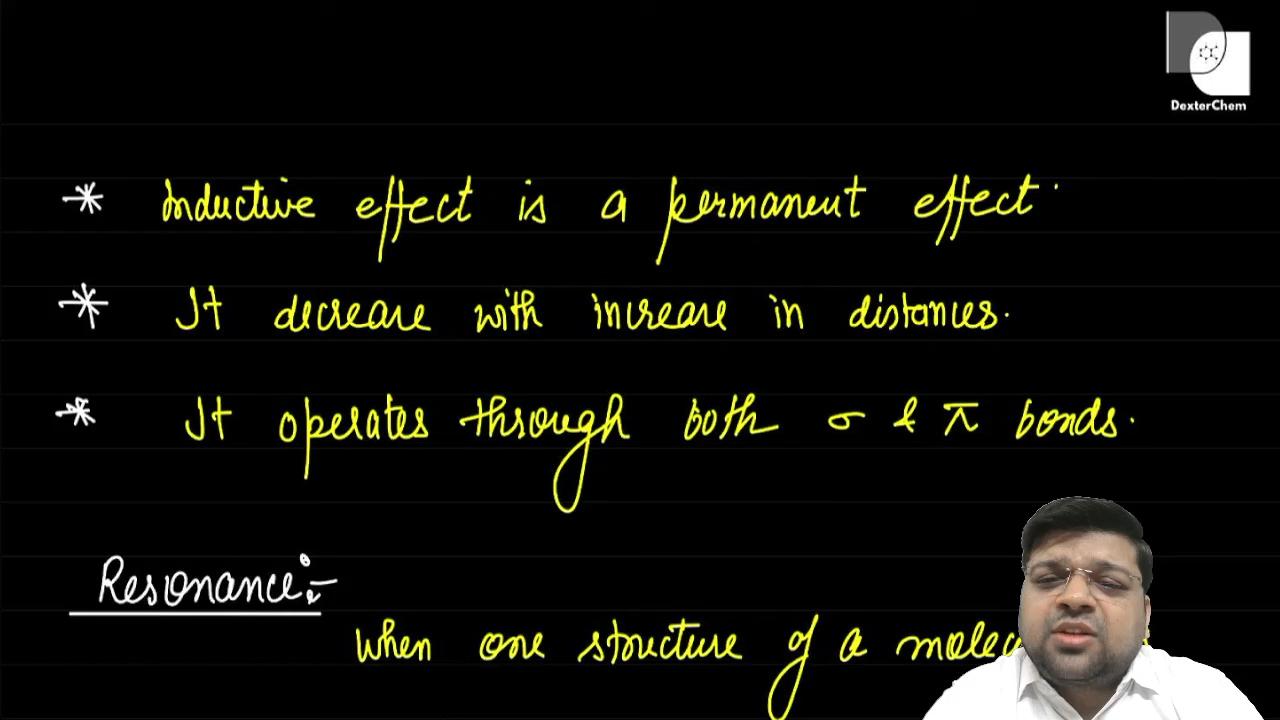 DexterChem
* Inductive effect is a permanent effect.
* It decrease with increase in distances.
* It operates through both σ & π bonds.
Resonance:-
When one structure of a